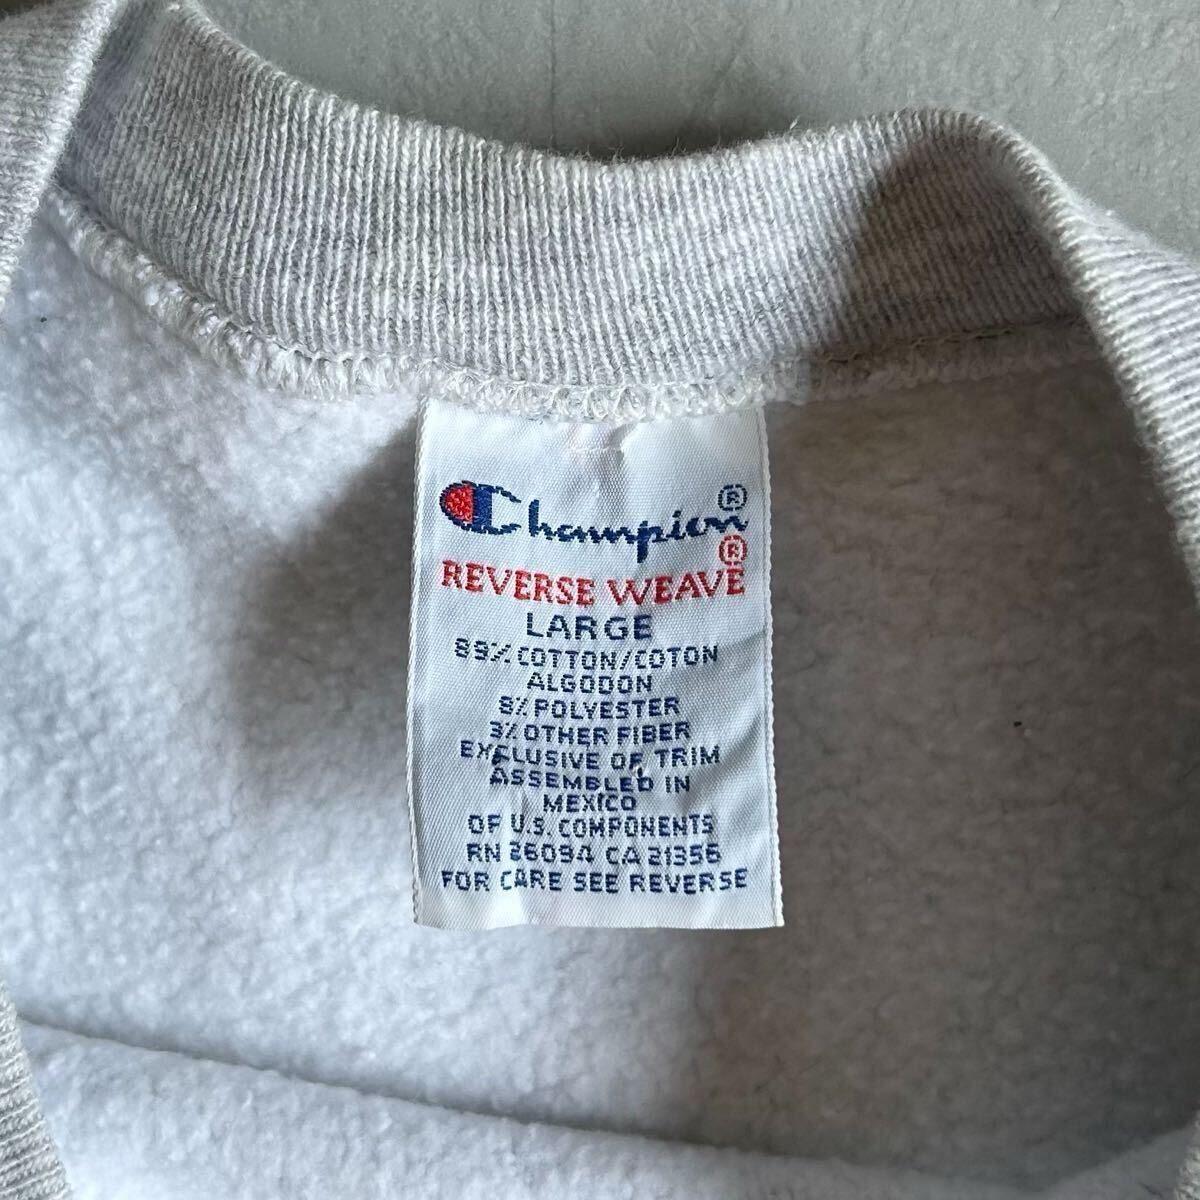 Champion®
REVERSE WEAVE®
LARGE
89% COTTON/COTON
ALGODON
8% POLYESTER
3% OTHER FIBER
EXCLUSIVE OF TRIM
ASSEMBLED IN
MEXICO
OF U.S. COMPONENTS
RN 26094 CA 21356
FOR CARE SEE REVERSE